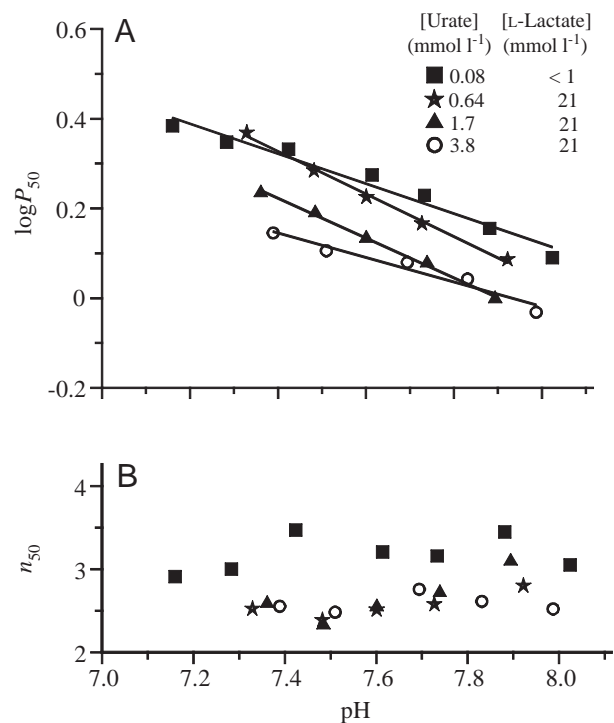 A
[Urate] [L-Lactate]
(mmol l⁻¹) (mmol l⁻¹)
0.08 < 1
0.64 21
1.7 21
3.8 21
0.6
0.4
0.2
0
-0.2
logP₅₀
B
4
3
2
n₅₀
7.0 7.2 7.4 7.6 7.8 8.0
pH